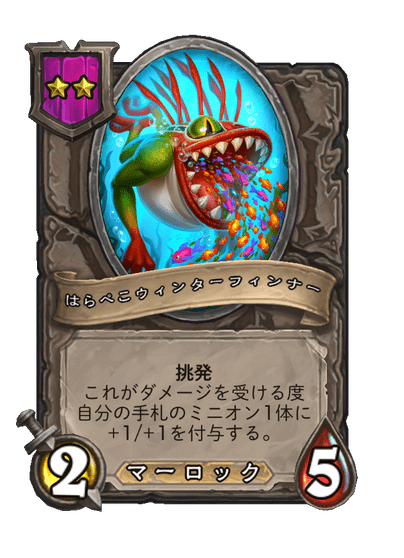 はらぺこウィンターフィンナー
挑発
これがダメージを受ける度
自分の手札のミニオン1体に
+1/+1を付与する。
2
マーロック
5